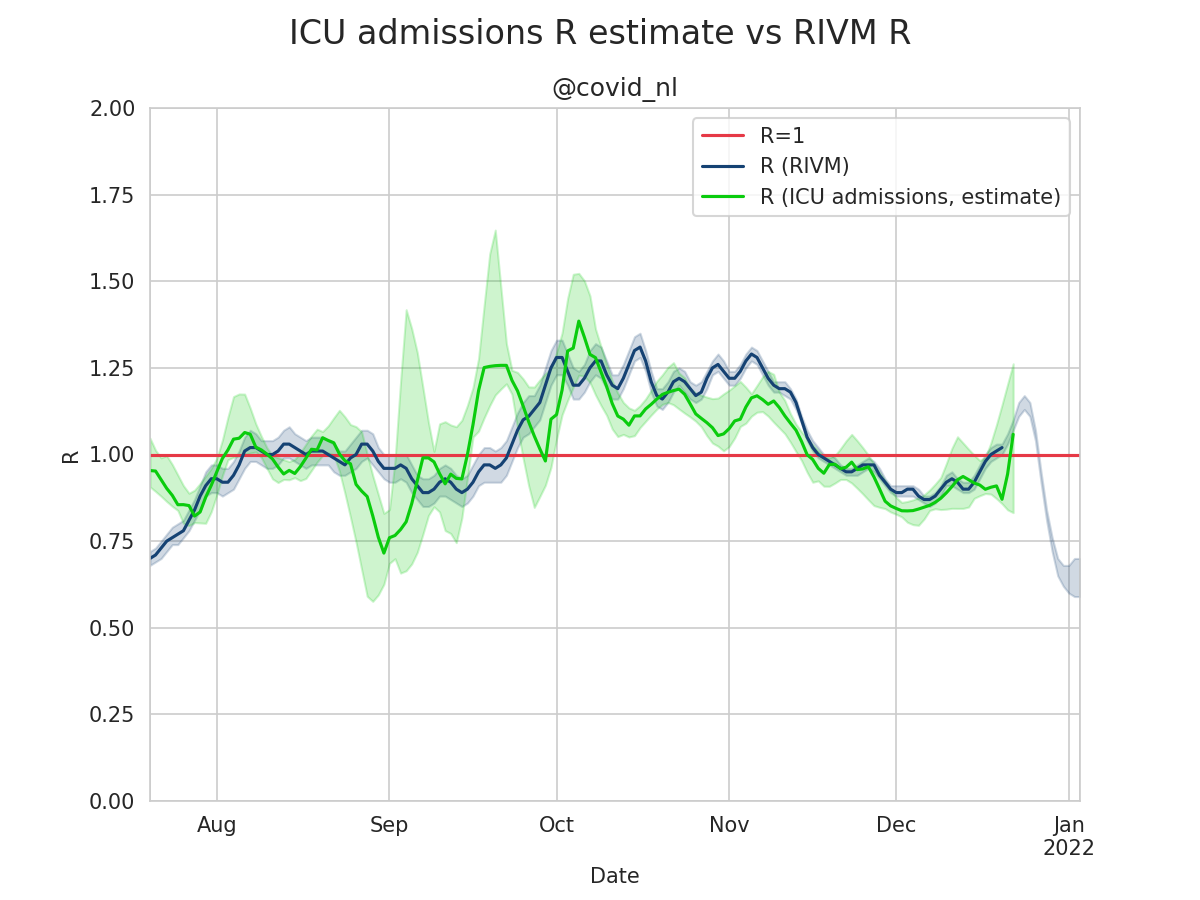 ICU admissions R estimate vs RIVM R
@covid_nl
R=1
R (RIVM)
R (ICU admissions, estimate)
2.00
1.75
1.50
1.25
1.00
0.75
0.50
0.25
0.00
R
Aug Sep Oct Nov Dec Jan
2022
Date